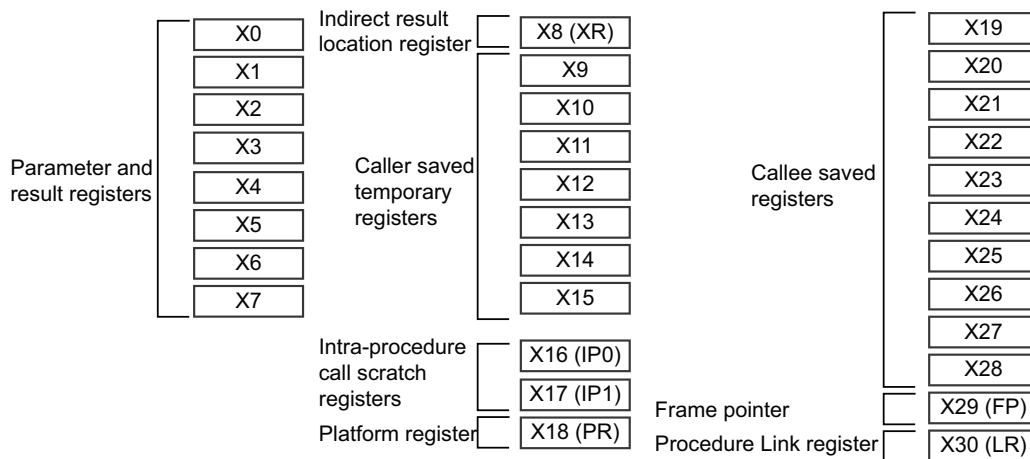 Parameter and
result registers
X0
X1
X2
X3
X4
X5
X6
X7
Indirect result
location register
X8 (XR)
Caller saved
temporary
registers
X9
X10
X11
X12
X13
X14
X15
Intra-procedure
call scratch
registers
X16 (IP0)
X17 (IP1)
Platform register
X18 (PR)
Callee saved
registers
X19
X20
X21
X22
X23
X24
X25
X26
X27
X28
Frame pointer
X29 (FP)
Procedure Link register
X30 (LR)